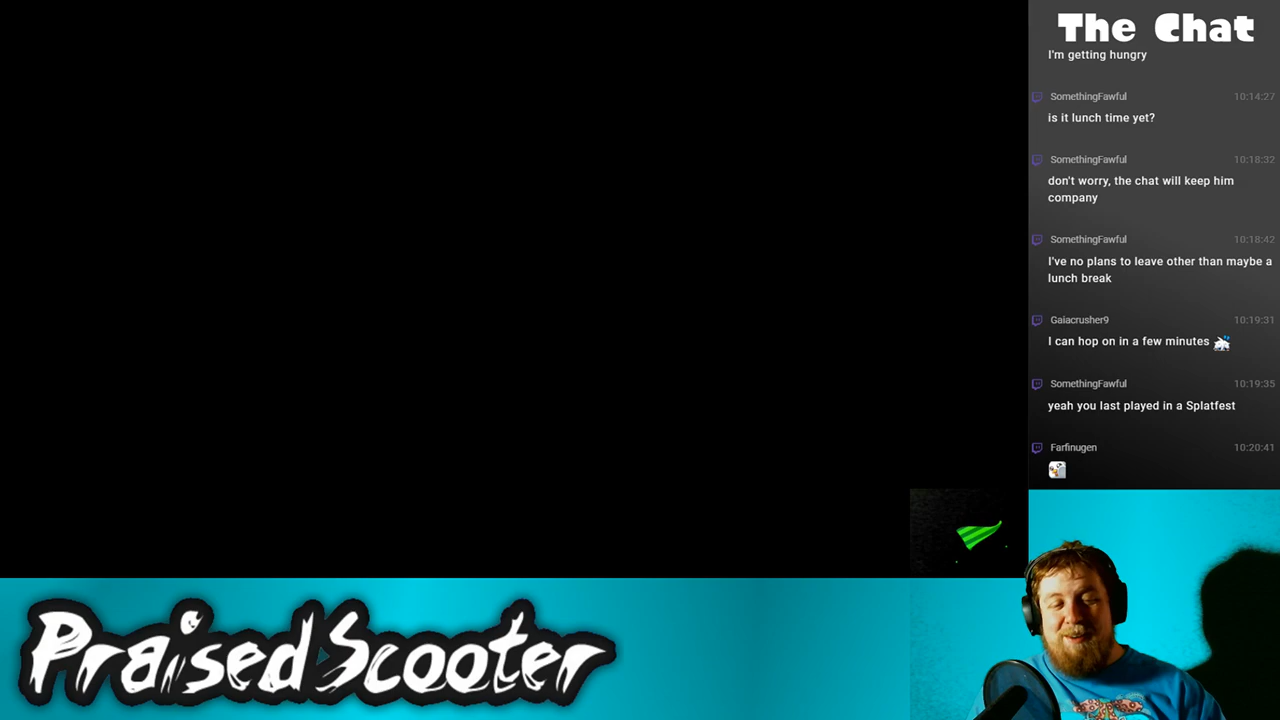 The Chat
I'm getting hungry
SomethingFawful 10:14:27
is it lunch time yet?
SomethingFawful 10:18:32
don't worry, the chat will keep him
company
SomethingFawful 10:18:42
I've no plans to leave other than maybe a
lunch break
Gaiacrusher9 10:19:31
I can hop on in a few minutes
SomethingFawful 10:19:35
yeah you last played in a Splatfest
Farfinugen 10:20:41
PraisedScooter